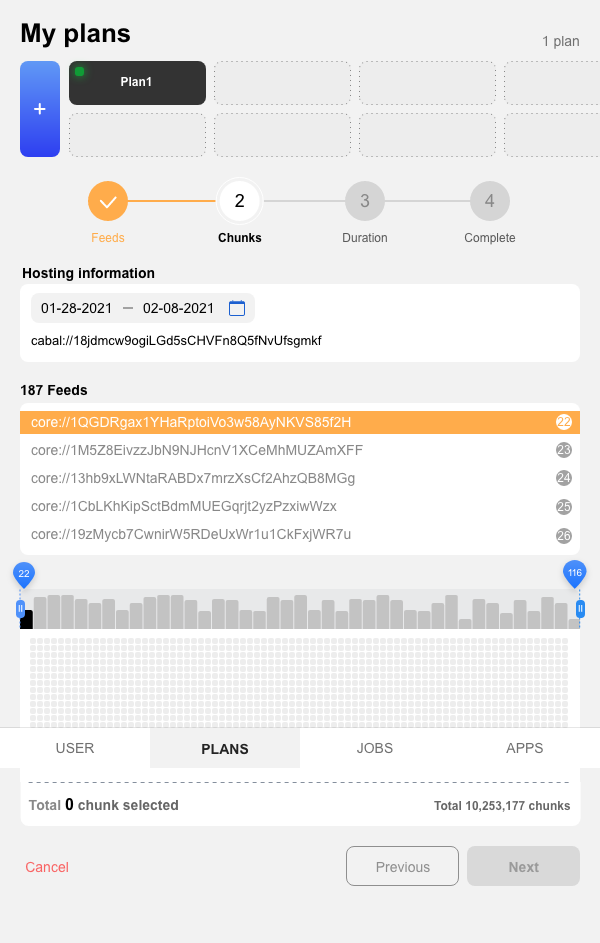 My plans
1 plan
+
Plan1
2
3
4
Feeds
Chunks
Duration
Complete
Hosting information
01-28-2021 — 02-08-2021
cabal://18jdmcw9ogiLGd5sCHVFn8Q5fNvUfsgmkf
187 Feeds
core://1QGDRgax1YHaRptoiVo3w58AyNKVS85f2H 22
core://1M5Z8EivzzJbN9NJHcnV1XCeMhMUZAmXFF 23
core://13hb9xLWNtaRABDx7mrzXsCf2AhzQB8MGg 24
core://1CbLKhKipSctBdmMUEGqrjt2yzPzxiwWzx 25
core://19zMycb7CwnirW5RDeUxWr1u1CkFxjWR7u 26
22
116
USER
PLANS
JOBS
APPS
Total 0 chunk selected
Total 10,253,177 chunks
Cancel
Previous
Next